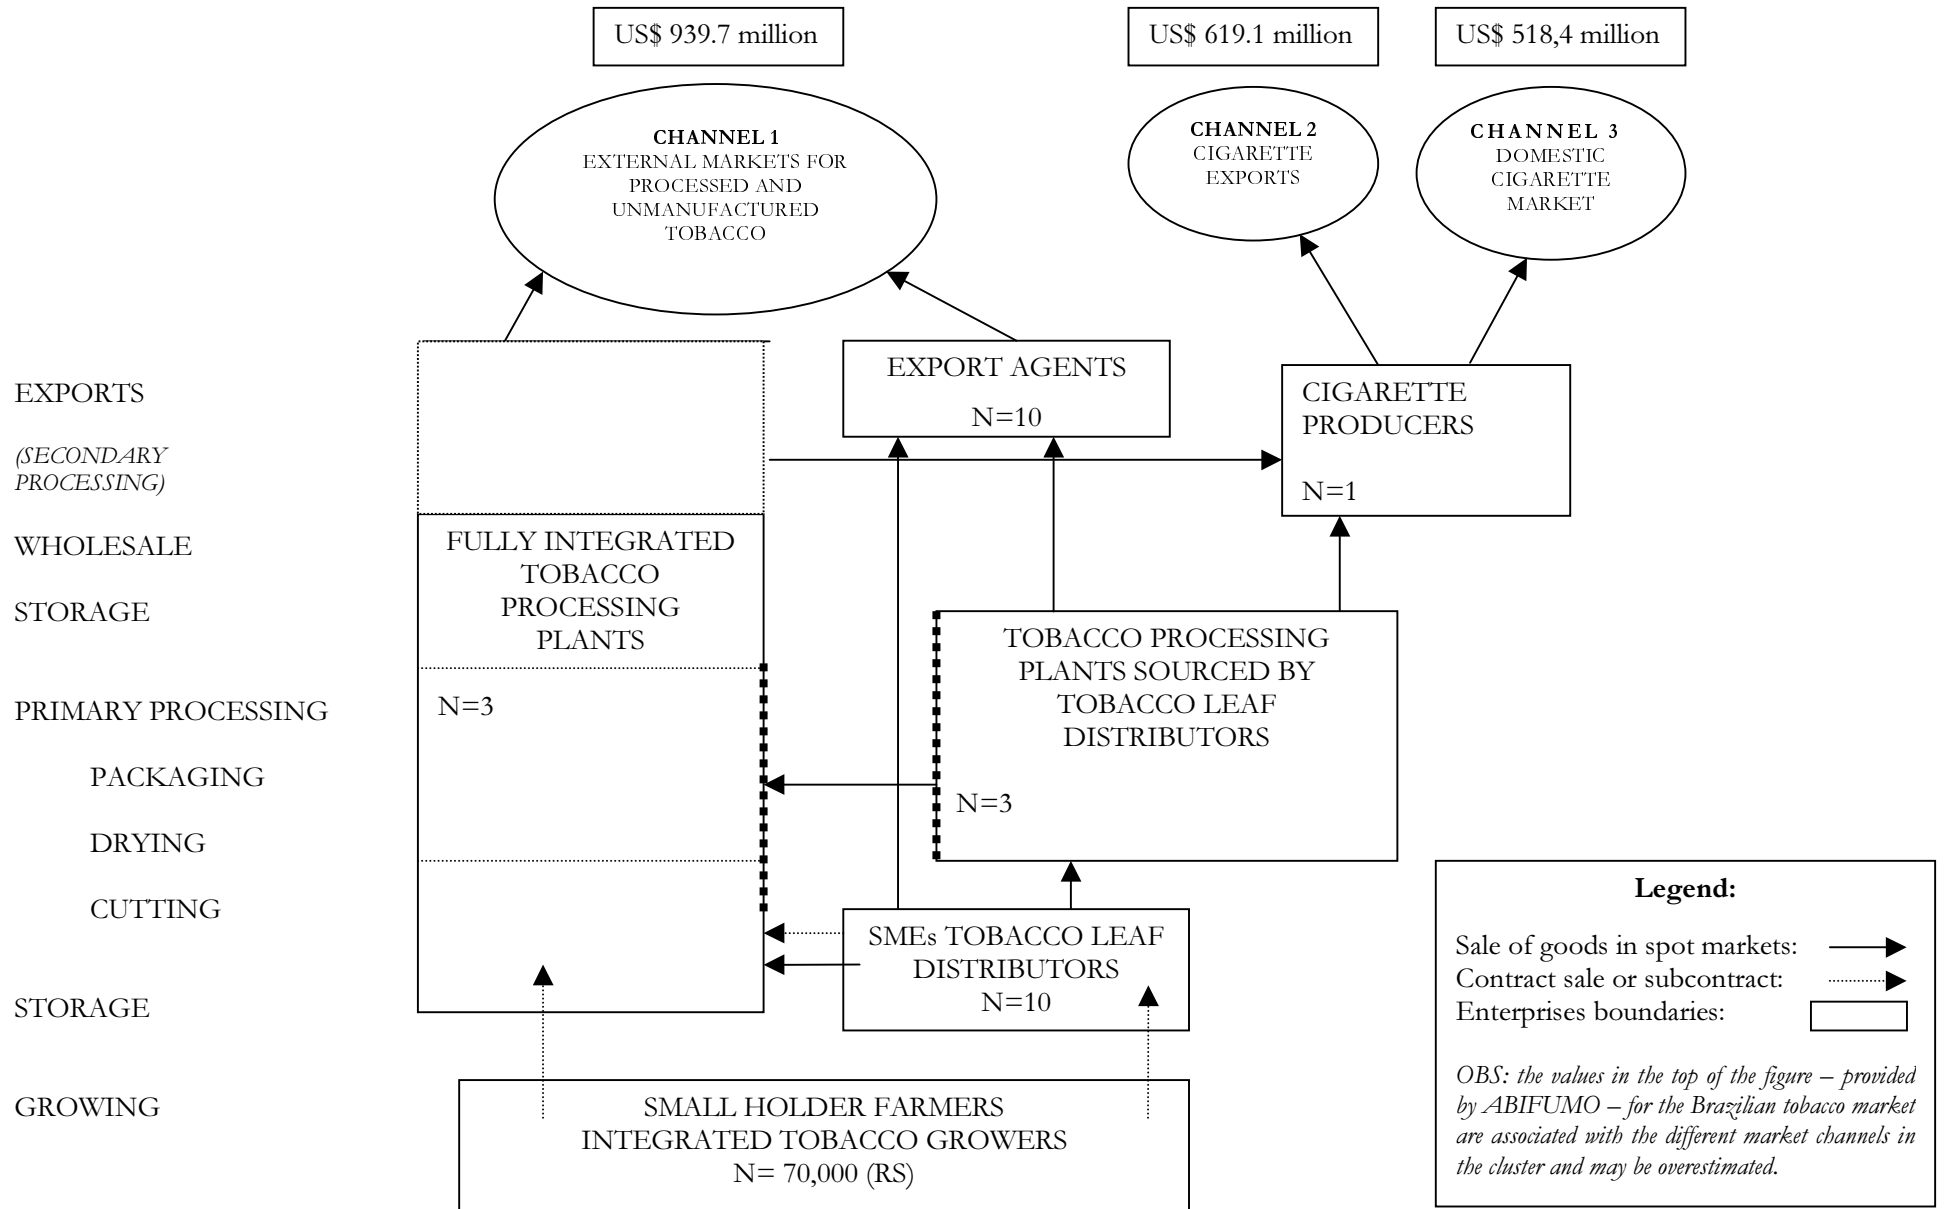 US$ 939.7 million
US$ 619.1 million
US$ 518,4 million
CHANNEL 1
EXTERNAL MARKETS FOR
PROCESSED AND
UNMANUFACTURED
TOBACCO
CHANNEL 2
CIGARETTE
EXPORTS
CHANNEL 3
DOMESTIC
CIGARETTE
MARKET
EXPORTS
(SECONDARY
PROCESSING)
WHOLESALE
STORAGE
PRIMARY PROCESSING
PACKAGING
DRYING
CUTTING
STORAGE
GROWING
EXPORT AGENTS
N=10
CIGARETTE
PRODUCERS
N=1
FULLY INTEGRATED
TOBACCO
PROCESSING
PLANTS
N=3
TOBACCO PROCESSING
PLANTS SOURCED BY
TOBACCO LEAF
DISTRIBUTORS
N=3
SMEs TOBACCO LEAF
DISTRIBUTORS
N=10
SMALL HOLDER FARMERS
INTEGRATED TOBACCO GROWERS
N= 70,000 (RS)
Legend:
Sale of goods in spot markets:
Contract sale or subcontract:
Enterprises boundaries:
OBS: the values in the top of the figure – provided
by ABIFUMO – for the Brazilian tobacco market
are associated with the different market channels in
the cluster and may be overestimated.